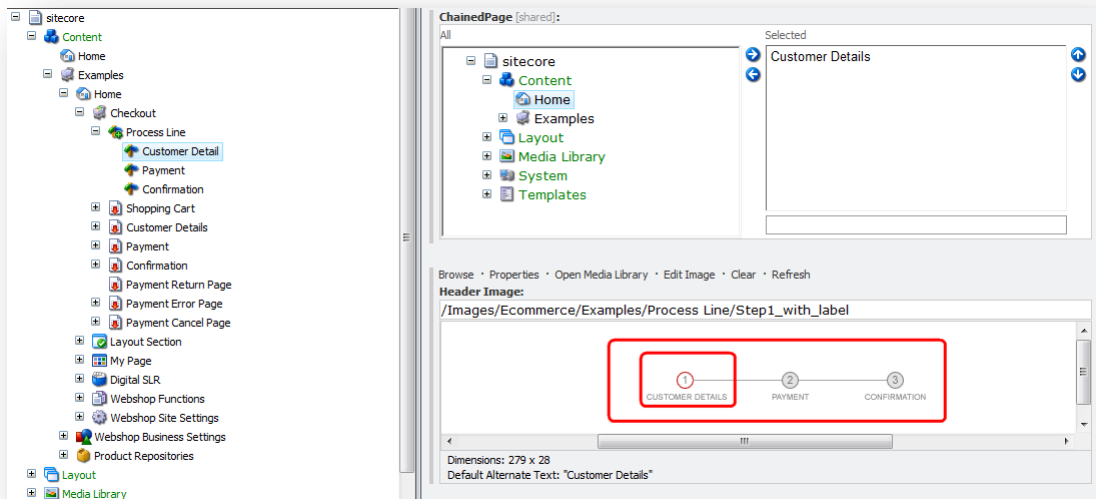 sitecore
Content
Home
Examples
Home
Checkout
Process Line
Customer Detail
Payment
Confirmation
Shopping Cart
Customer Details
Payment
Confirmation
Payment Return Page
Payment Error Page
Payment Cancel Page
Layout Section
My Page
Digital SLR
Webshop Functions
Webshop Site Settings
Webshop Business Settings
Product Repositories
Layout
Media Library
ChainedPage [shared]:
All
sitecore
Content
Home
Examples
Layout
Media Library
System
Templates
Selected
Customer Details
Browse · Properties · Open Media Library · Edit Image · Clear · Refresh
Header Image:
/Images/Ecommerce/Examples/Process Line/Step1_with_label
1 2 3
CUSTOMER DETAILS PAYMENT CONFIRMATION
Dimensions: 279 x 28
Default Alternate Text: "Customer Details"